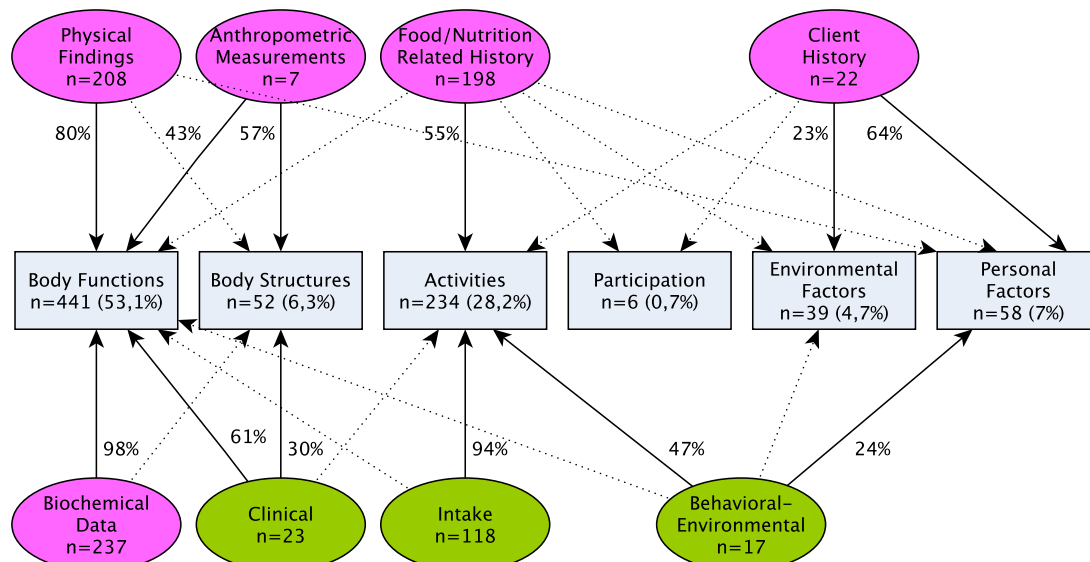 Physical
Findings
n=208
Anthropometric
Measurements
n=7
Food/Nutrition
Related History
n=198
Client
History
n=22
80%
43%
57%
55%
23%
64%
Body Functions
n=441 (53,1%)
Body Structures
n=52 (6,3%)
Activities
n=234 (28,2%)
Participation
n=6 (0,7%)
Environmental
Factors
n=39 (4,7%)
Personal
Factors
n=58 (7%)
98%
61%
30%
94%
47%
24%
Biochemical
Data
n=237
Clinical
n=23
Intake
n=118
Behavioral-
Environmental
n=17